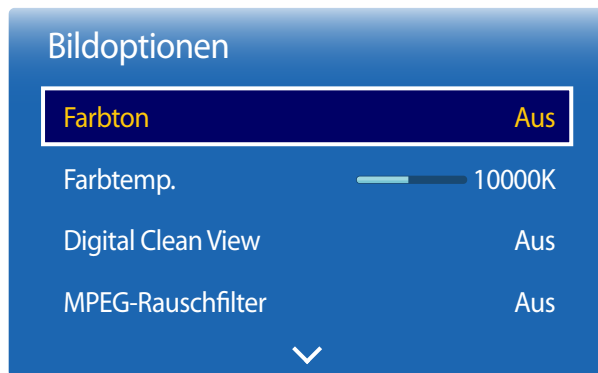 Bildoptionen
Farbton Aus
Farbtemp. 10000K
Digital Clean View Aus
MPEG-Rauschfilter Aus